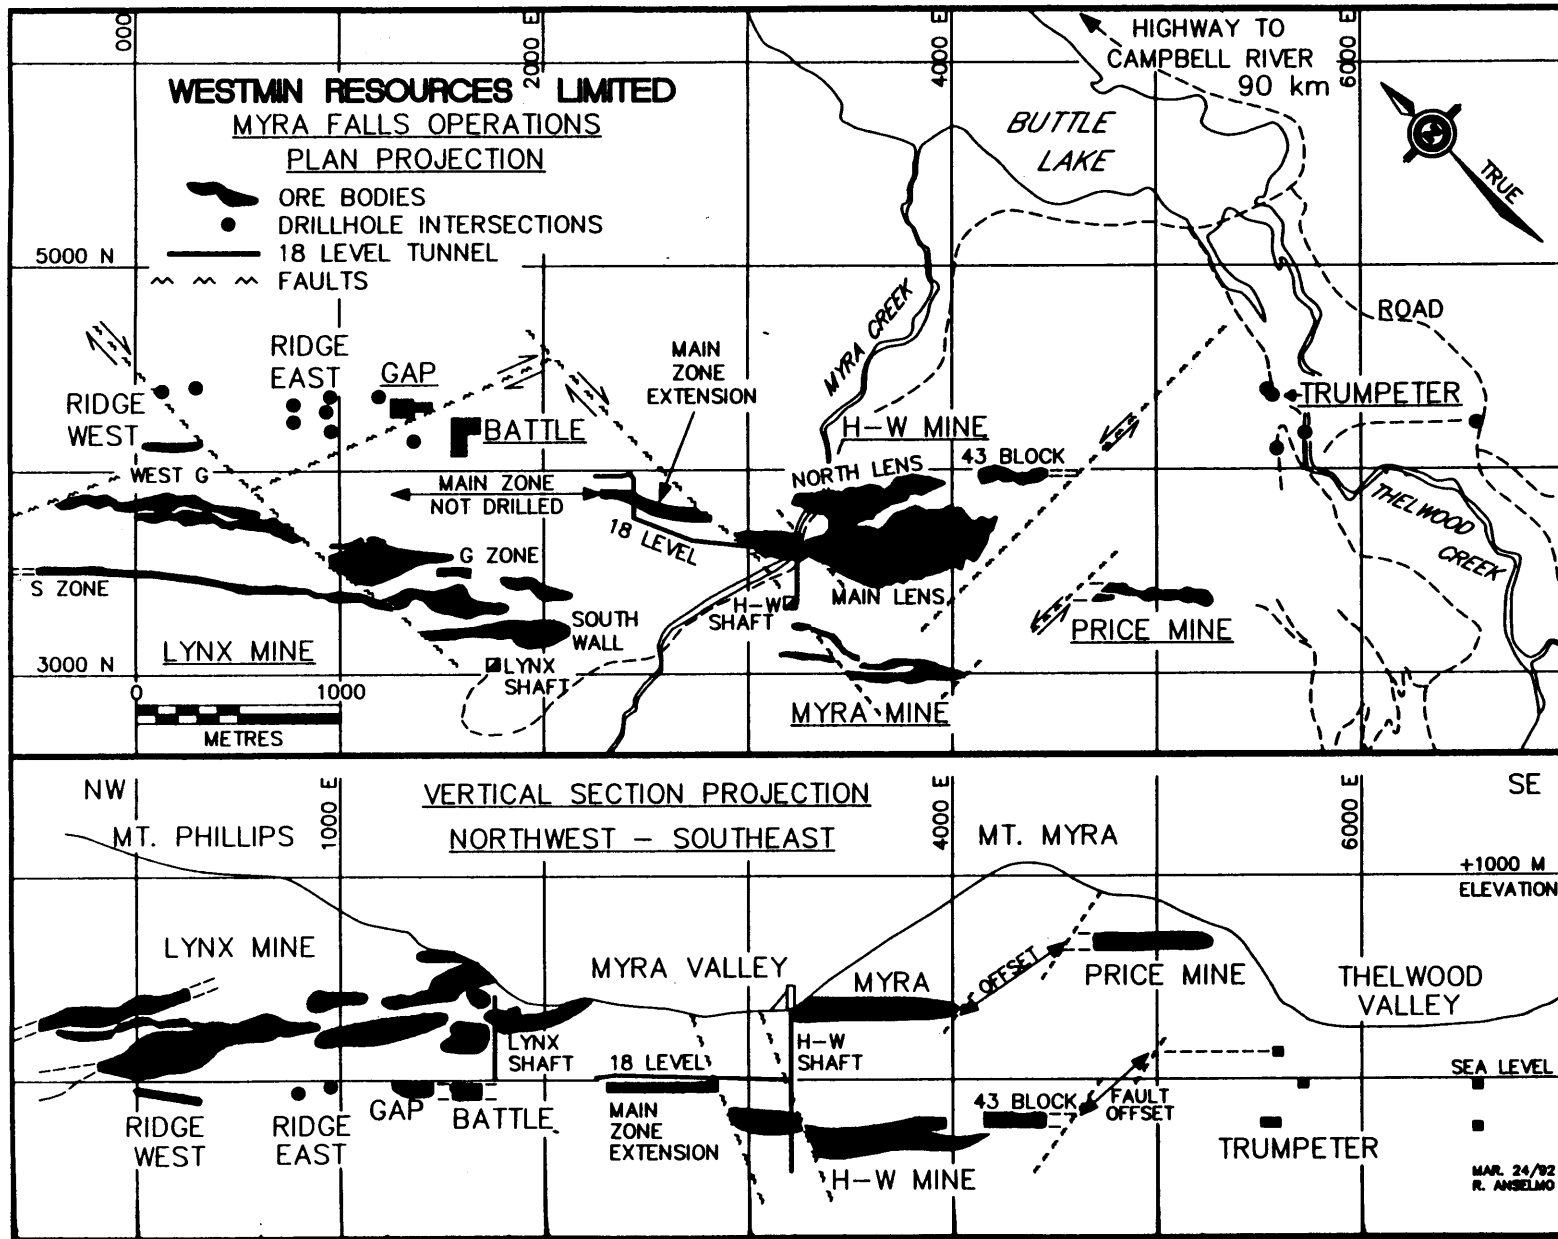 000
2000 E
4000 E
6000 E
HIGHWAY TO
CAMPBELL RIVER
90 km
WESTMIN RESOURCES LIMITED
MYRA FALLS OPERATIONS
PLAN PROJECTION
ORE BODIES
DRILLHOLE INTERSECTIONS
18 LEVEL TUNNEL
FAULTS
BUTTLE
LAKE
TRUE
5000 N
MYRA CREEK
ROAD
RIDGE
EAST
GAP
MAIN
ZONE
EXTENSION
RIDGE
WEST
BATTLE
TRUMPETER
H-W MINE
NORTH LENS
43 BLOCK
WEST G
MAIN ZONE
NOT DRILLED
18 LEVEL
THELWOOD
CREEK
G ZONE
S ZONE
MAIN LENS
H-W
SHAFT
SOUTH
WALL
PRICE MINE
LYNX MINE
3000 N
LYNX
SHAFT
MYRA MINE
0
1000
METRES
NW
1000 E
VERTICAL SECTION PROJECTION
NORTHWEST - SOUTHEAST
4000 E
6000 E
SE
MT. PHILLIPS
MT. MYRA
+1000 M
ELEVATION
LYNX MINE
MYRA VALLEY
MYRA
OFFSET
PRICE MINE
THELWOOD
VALLEY
LYNX
SHAFT
18 LEVEL
H-W
SHAFT
SEA LEVEL
GAP
BATTLE
MAIN
ZONE
EXTENSION
43 BLOCK
FAULT
OFFSET
RIDGE
WEST
RIDGE
EAST
TRUMPETER
H-W MINE
MAR. 24/92
R. ANSELMO